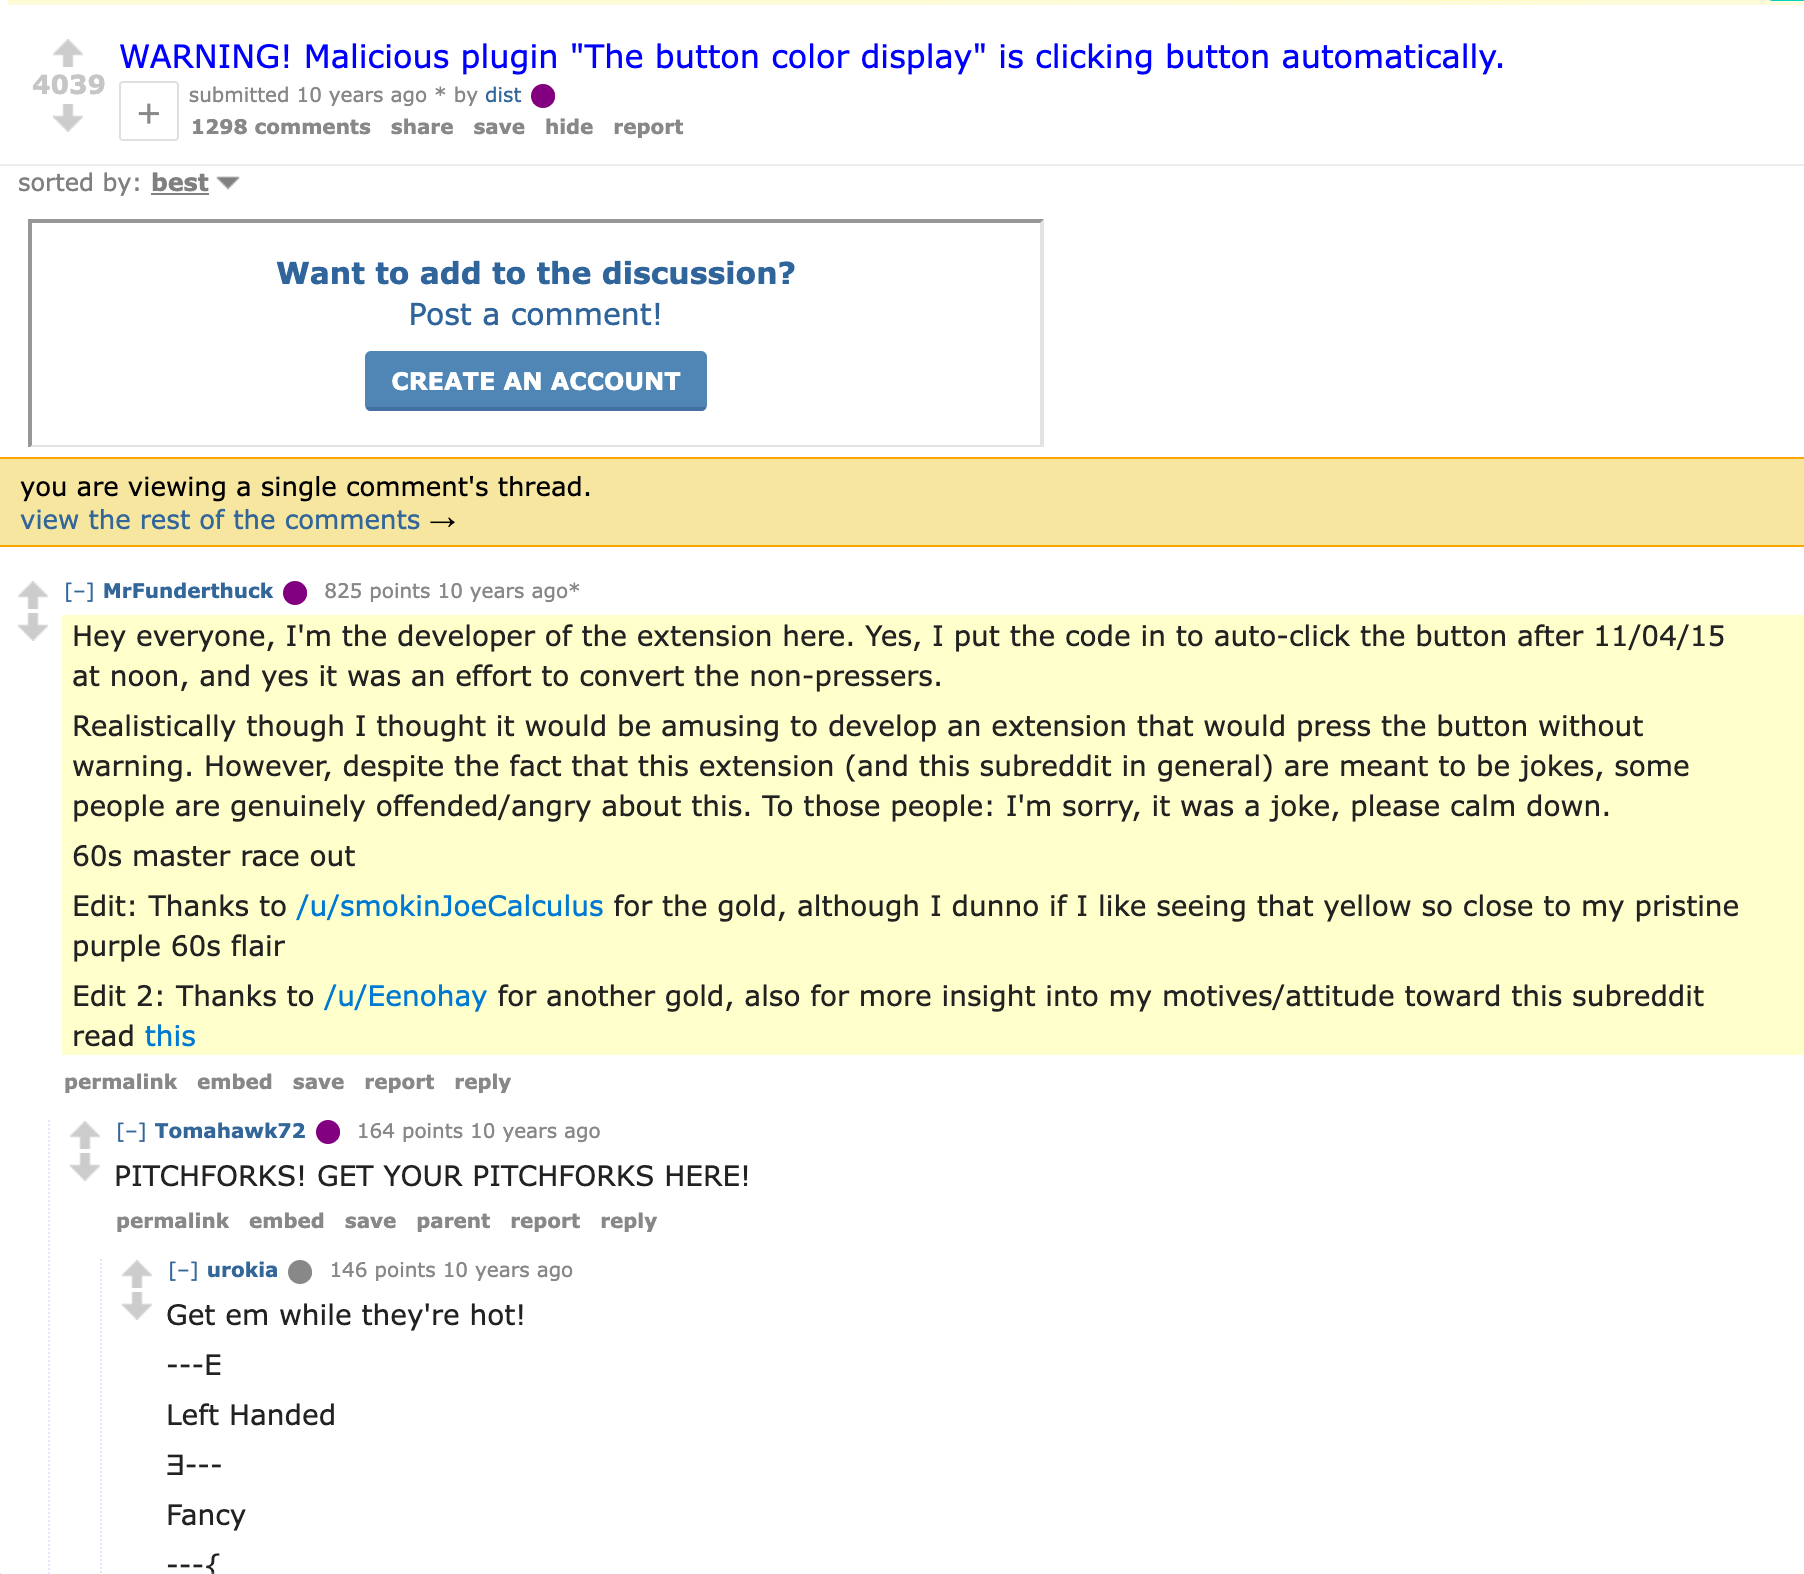 WARNING! Malicious plugin "The button color display" is clicking button automatically.
4039
submitted 10 years ago * by dist
+
1298 comments share save hide report
sorted by: best
Want to add to the discussion?
Post a comment!
CREATE AN ACCOUNT
you are viewing a single comment's thread.
view the rest of the comments →
[–] MrFunderthuck 825 points 10 years ago*
Hey everyone, I'm the developer of the extension here. Yes, I put the code in to auto-click the button after 11/04/15
at noon, and yes it was an effort to convert the non-pressers.
Realistically though I thought it would be amusing to develop an extension that would press the button without
warning. However, despite the fact that this extension (and this subreddit in general) are meant to be jokes, some
people are genuinely offended/angry about this. To those people: I'm sorry, it was a joke, please calm down.
60s master race out
Edit: Thanks to /u/smokinJoeCalculus for the gold, although I dunno if I like seeing that yellow so close to my pristine
purple 60s flair
Edit 2: Thanks to /u/Eenohay for another gold, also for more insight into my motives/attitude toward this subreddit
read this
permalink embed save report reply
[–] Tomahawk72 164 points 10 years ago
PITCHFORKS! GET YOUR PITCHFORKS HERE!
permalink embed save parent report reply
[–] urokia 146 points 10 years ago
Get em while they're hot!
---E
Left Handed
Ǝ---
Fancy
---{